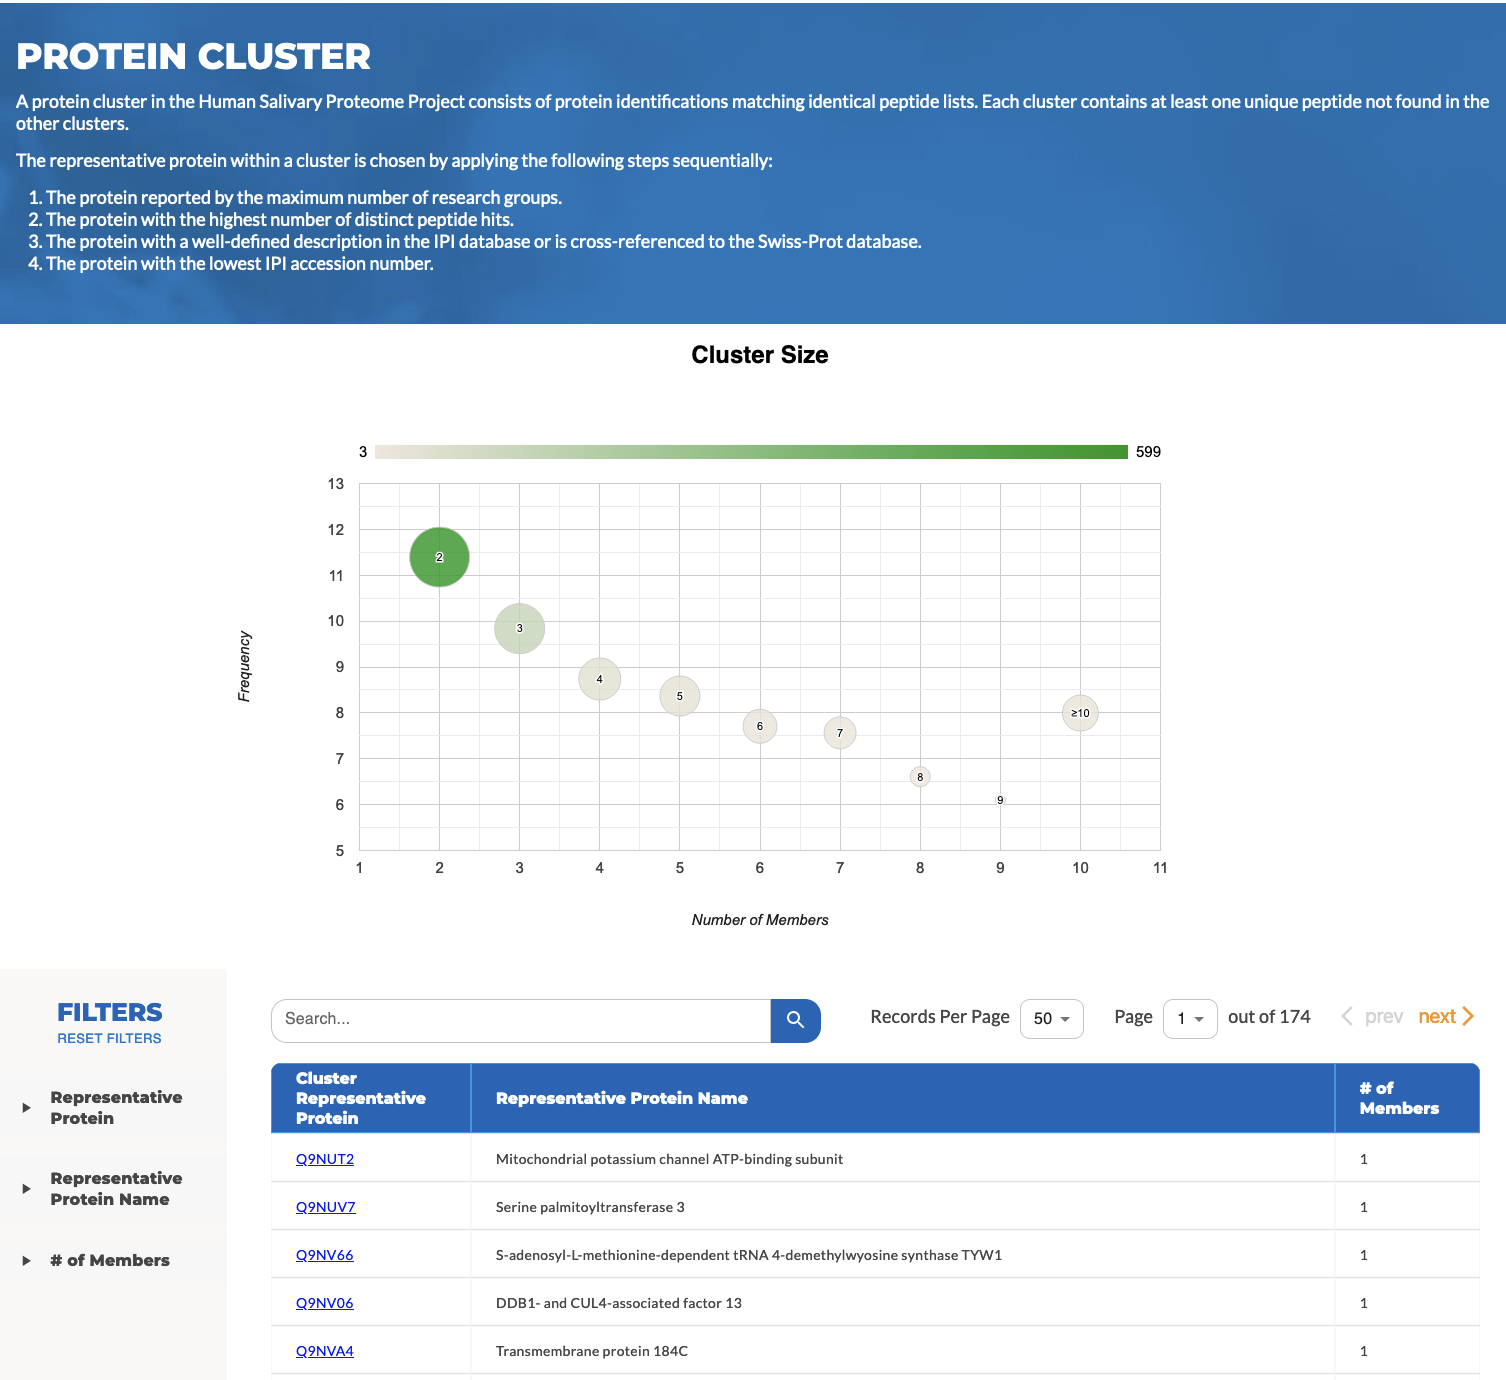 PROTEIN CLUSTER
A protein cluster in the Human Salivary Proteome Project consists of protein identifications matching identical peptide lists. Each cluster contains at least one unique peptide not found in the
other clusters.
The representative protein within a cluster is chosen by applying the following steps sequentially:
1. The protein reported by the maximum number of research groups.
2. The protein with the highest number of distinct peptide hits.
3. The protein with a well-defined description in the IPI database or is cross-referenced to the Swiss-Prot database.
4. The protein with the lowest IPI accession number.
Cluster Size
3 599
13
12
11
10
9
8
7
6
5
Frequency
2
3
4
5
6
7
8
9
≥10
1 2 3 4 5 6 7 8 9 10 11
Number of Members
FILTERS
RESET FILTERS
Representative
Protein
Representative
Protein Name
# of Members
Search...
Records Per Page 50 Page 1 out of 174 prev next
Cluster
Representative
Protein
Representative Protein Name
# of
Members
Q9NUT2 Mitochondrial potassium channel ATP-binding subunit 1
Q9NUV7 Serine palmitoyltransferase 3 1
Q9NV66 S-adenosyl-L-methionine-dependent tRNA 4-demethylwyosine synthase TYW1 1
Q9NV06 DDB1- and CUL4-associated factor 13 1
Q9NVA4 Transmembrane protein 184C 1